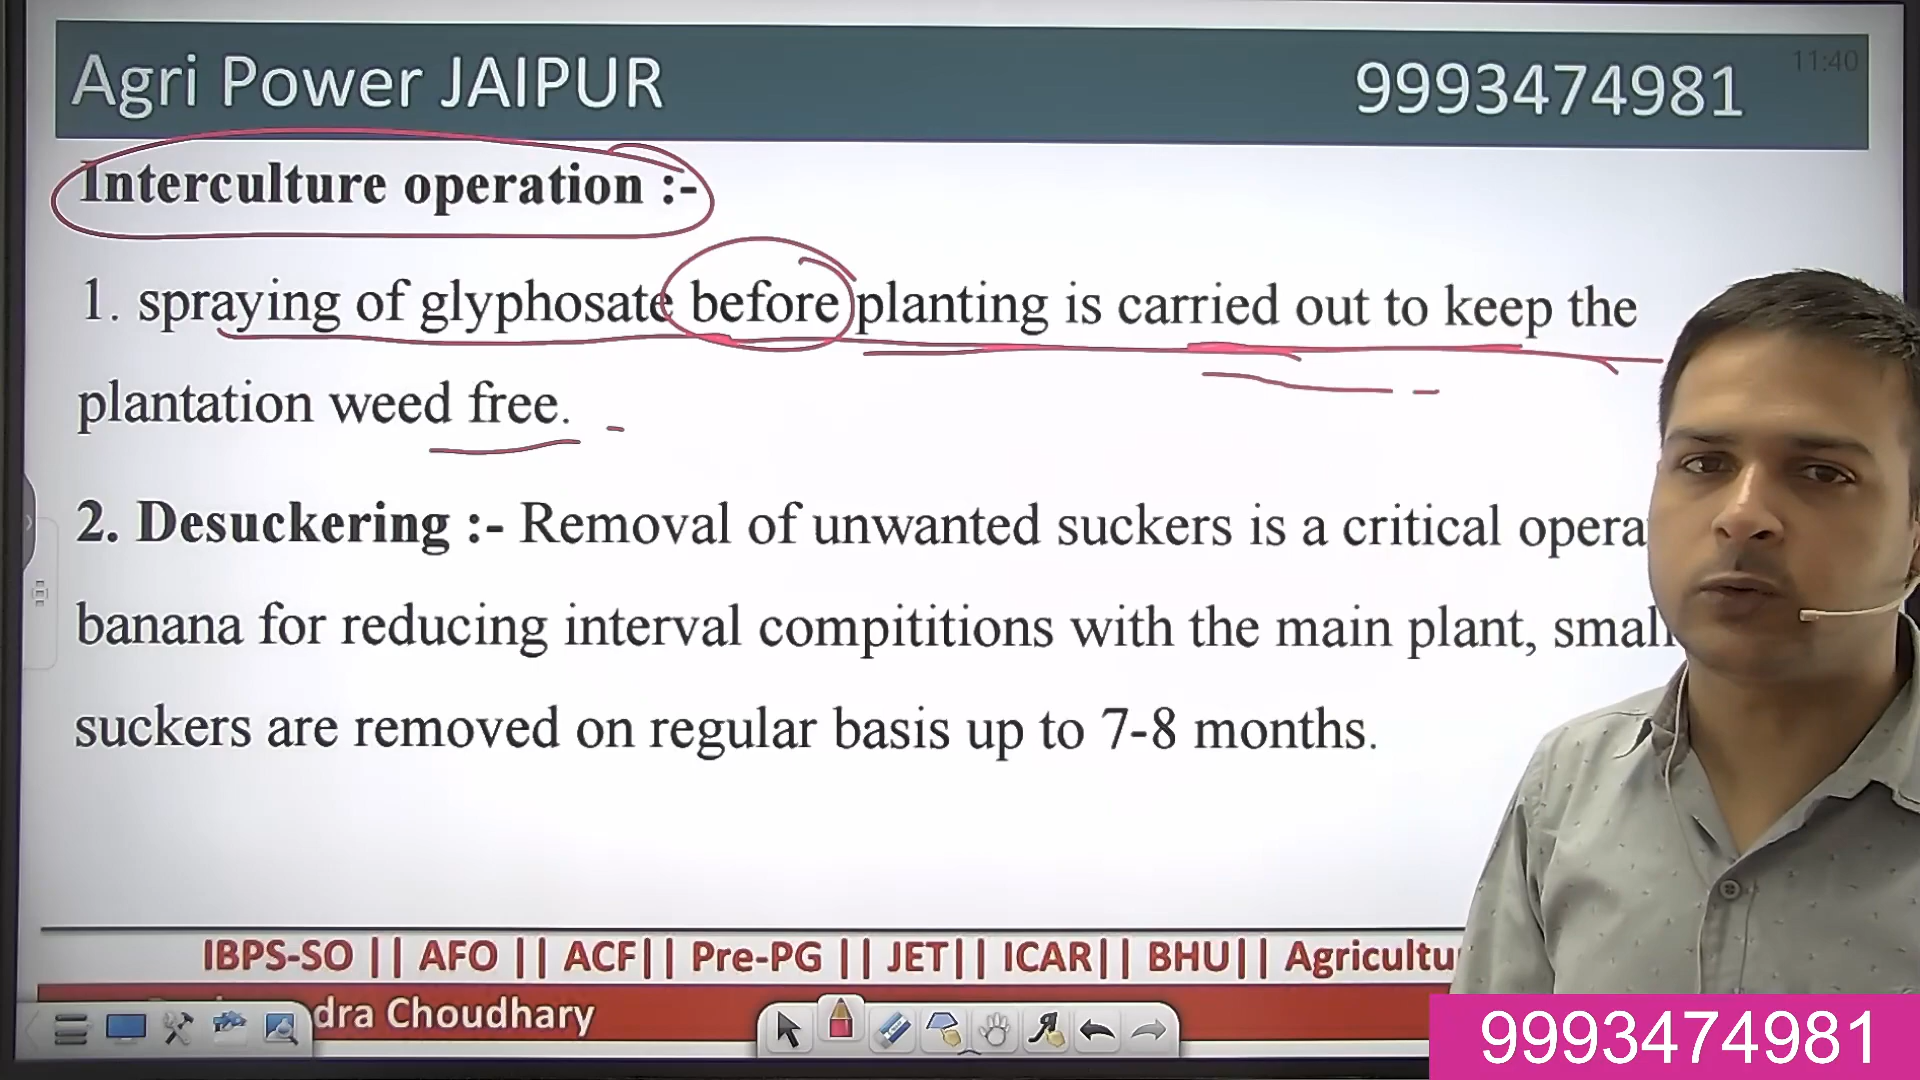 Agri Power JAIPUR 9993474981 11:40
Interculture operation :-
1. spraying of glyphosate before planting is carried out to keep the
plantation weed free.
2. Desuckering :- Removal of unwanted suckers is a critical opera
banana for reducing interval compititions with the main plant, small
suckers are removed on regular basis up to 7-8 months.
IBPS-SO || AFO || ACF|| Pre-PG || JET|| ICAR|| BHU|| Agricultu
dra Choudhary
9993474981